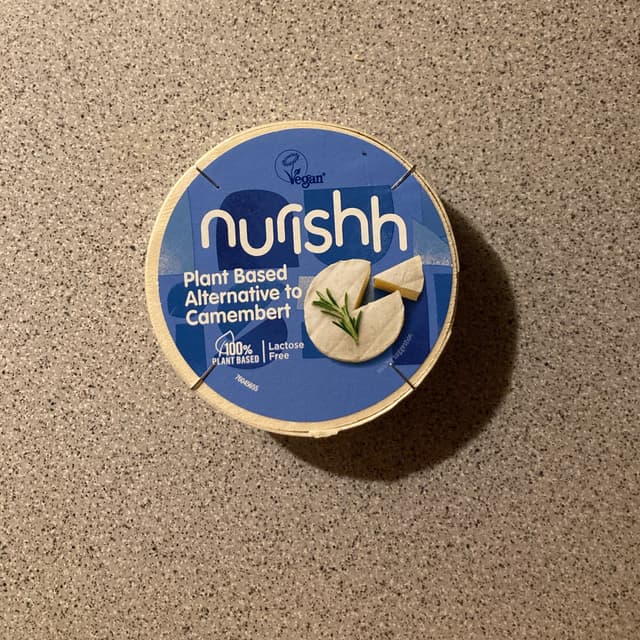 Vegan
nurishh
Plant Based
Alternative to
Camembert
100%
PLANT BASED
Lactose
Free